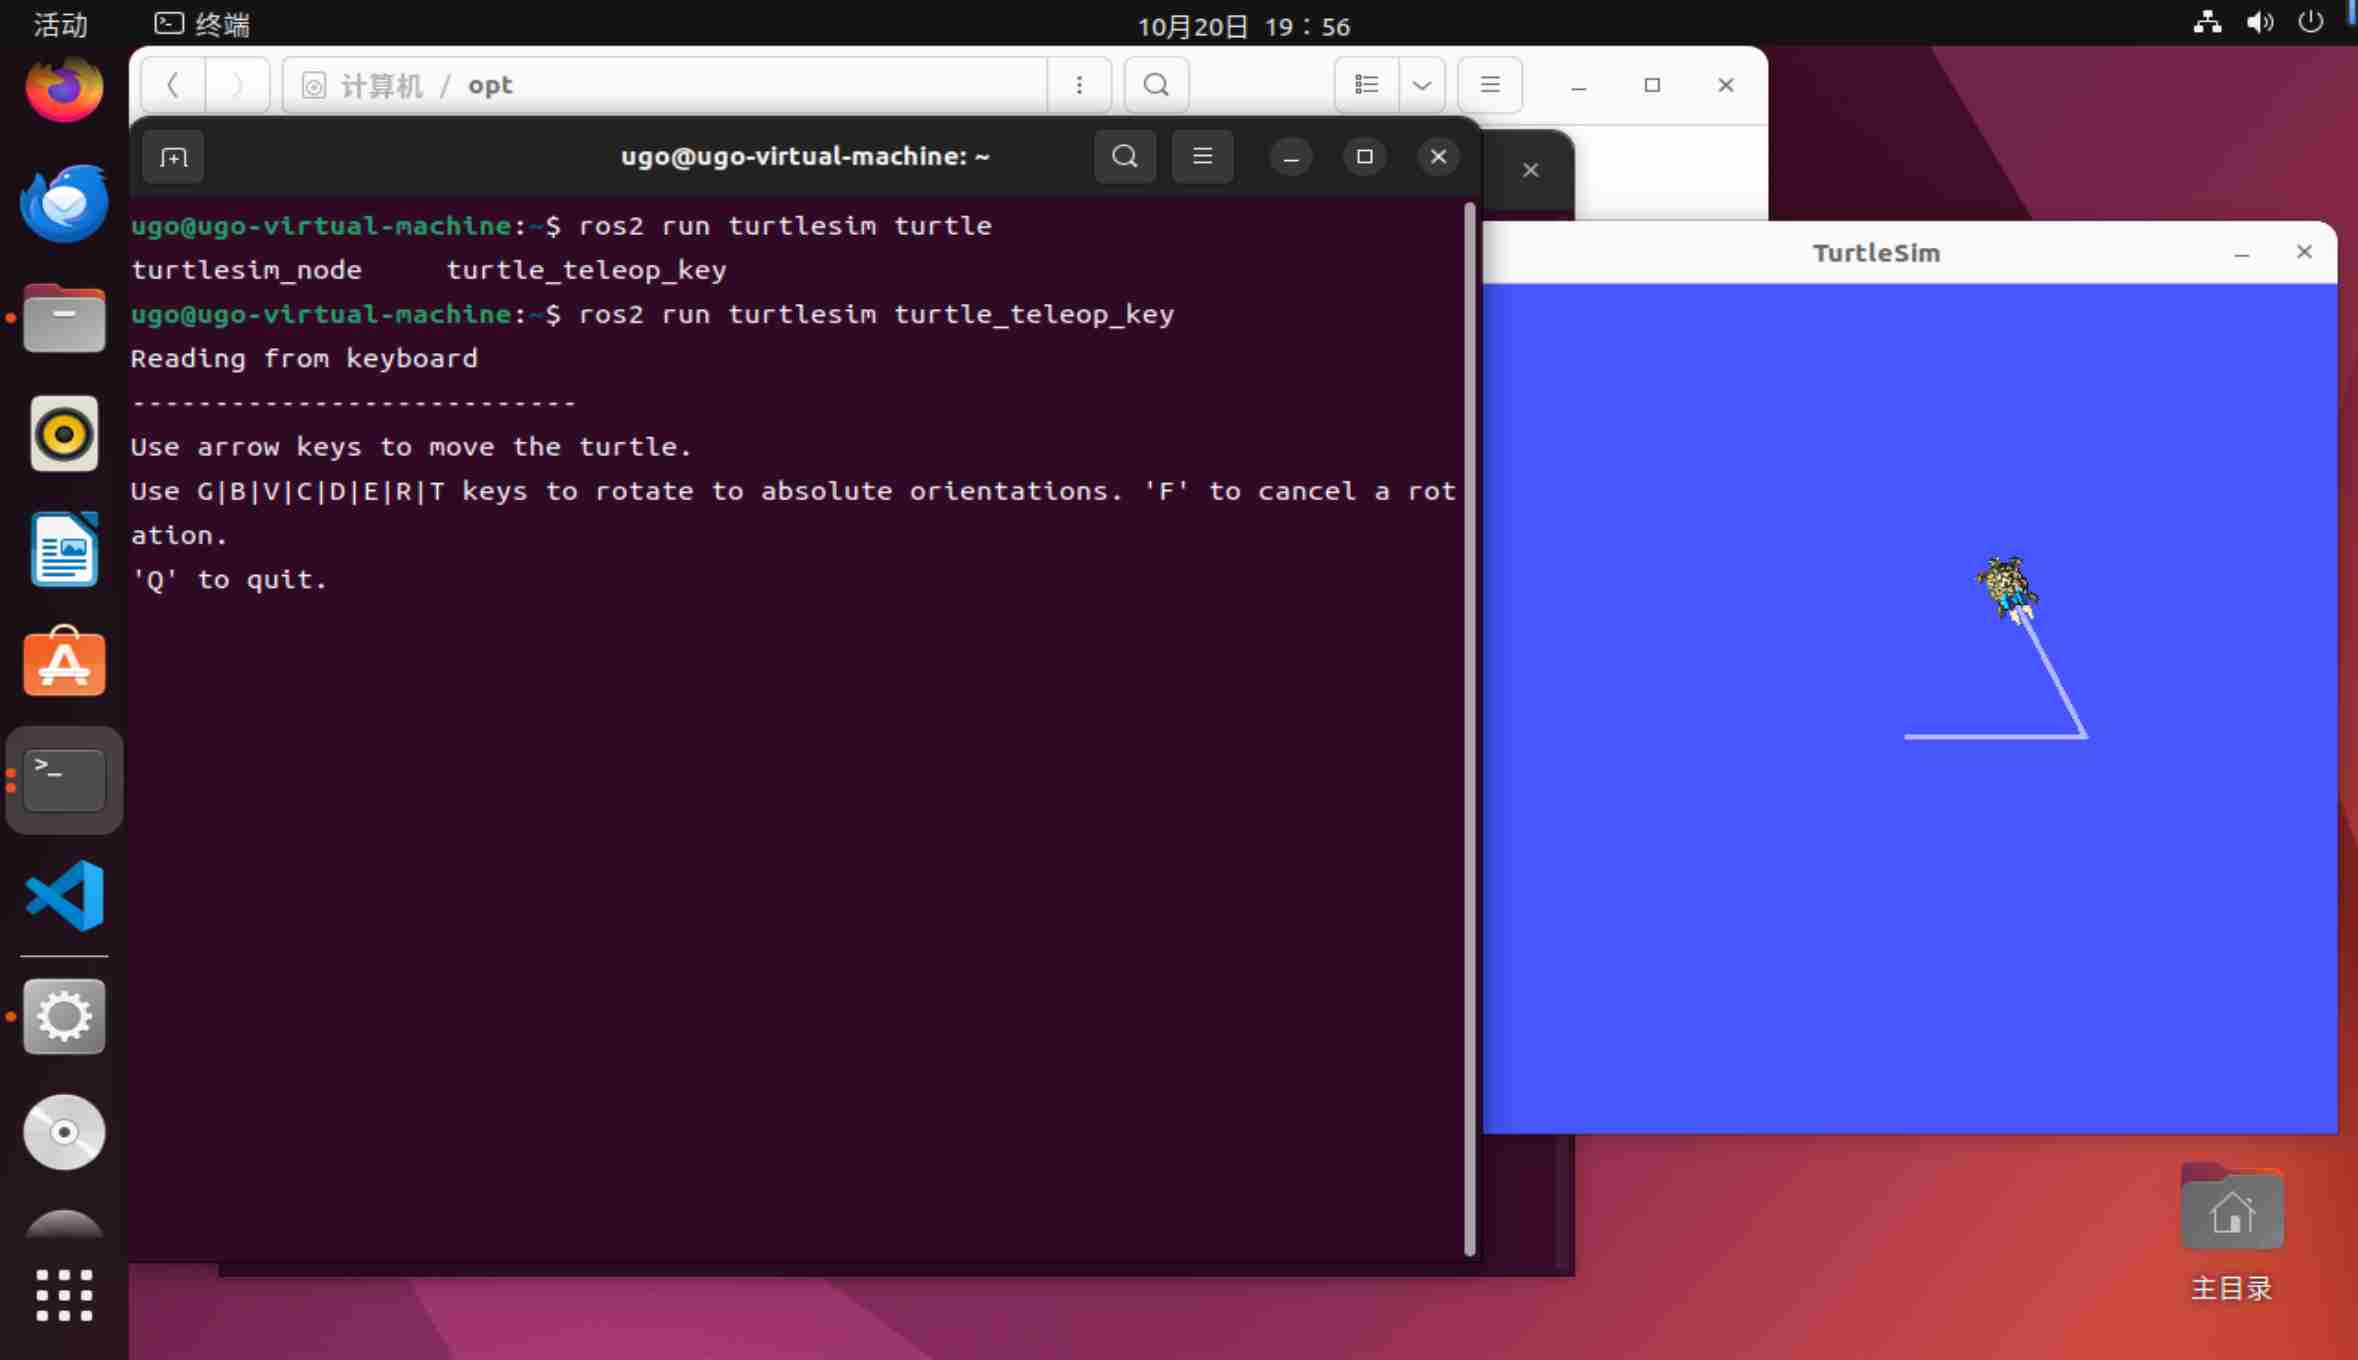 活动 终端 10月20日 19：56
计算机 / opt
ugo@ugo-virtual-machine: ~
ugo@ugo-virtual-machine:~$ ros2 run turtlesim turtle
turtlesim_node     turtle_teleop_key
ugo@ugo-virtual-machine:~$ ros2 run turtlesim turtle_teleop_key
Reading from keyboard
---------------------------
Use arrow keys to move the turtle.
Use G|B|V|C|D|E|R|T keys to rotate to absolute orientations. 'F' to cancel a rot
ation.
'Q' to quit.
TurtleSim
主目录